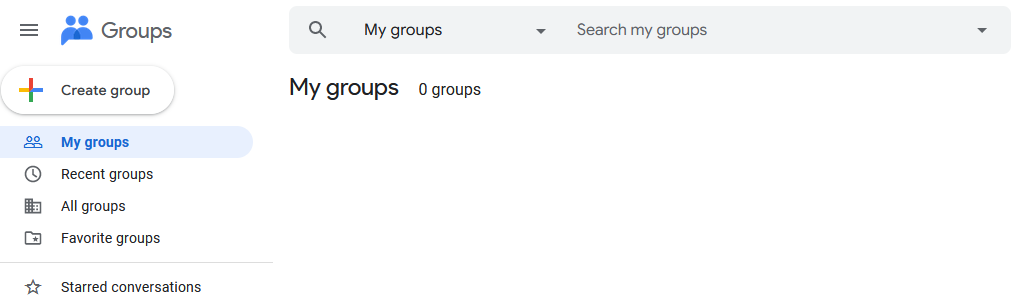 Groups
My groups
Search my groups
Create group
My groups 0 groups
My groups
Recent groups
All groups
Favorite groups
Starred conversations